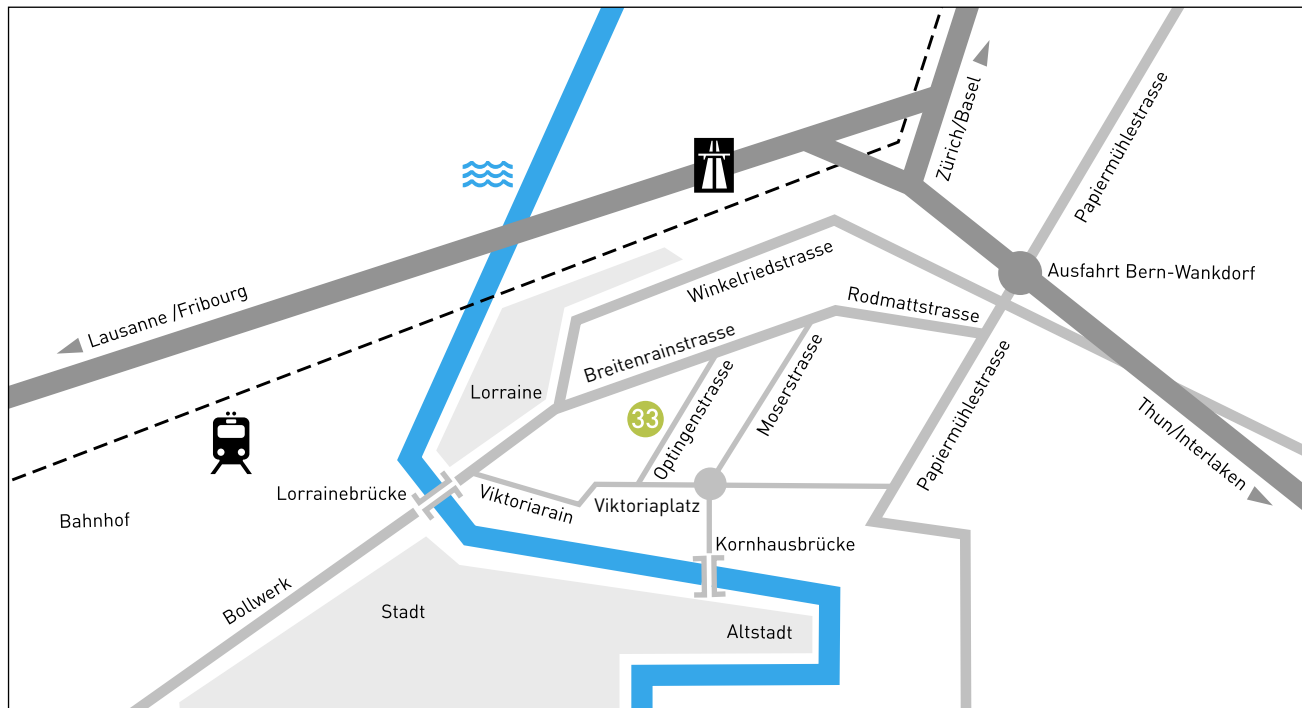 Zürich/Basel
Papiermühlestrasse
Winkelriedstrasse
Ausfahrt Bern-Wankdorf
Rodmattstrasse
Lausanne /Fribourg
Breitenrainstrasse
Lorraine
33
Optingenstrasse
Moserstrasse
Papiermühlestrasse
Thun/Interlaken
Lorrainebrücke
Viktoriarain
Viktoriaplatz
Bahnhof
Kornhausbrücke
Bollwerk
Stadt
Altstadt